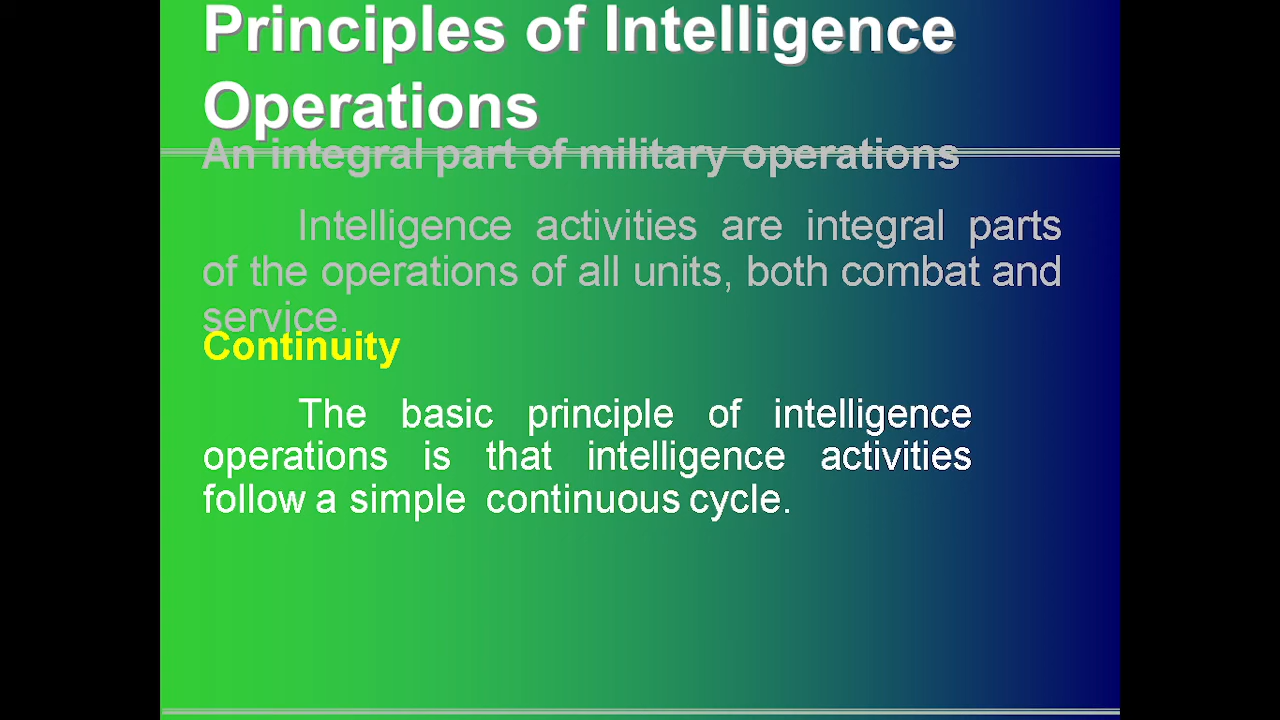 Principles of Intelligence
Operations
An integral part of military operations
Intelligence activities are integral parts
of the operations of all units, both combat and
service.
Continuity
The basic principle of intelligence
operations is that intelligence activities
follow a simple continuous cycle.